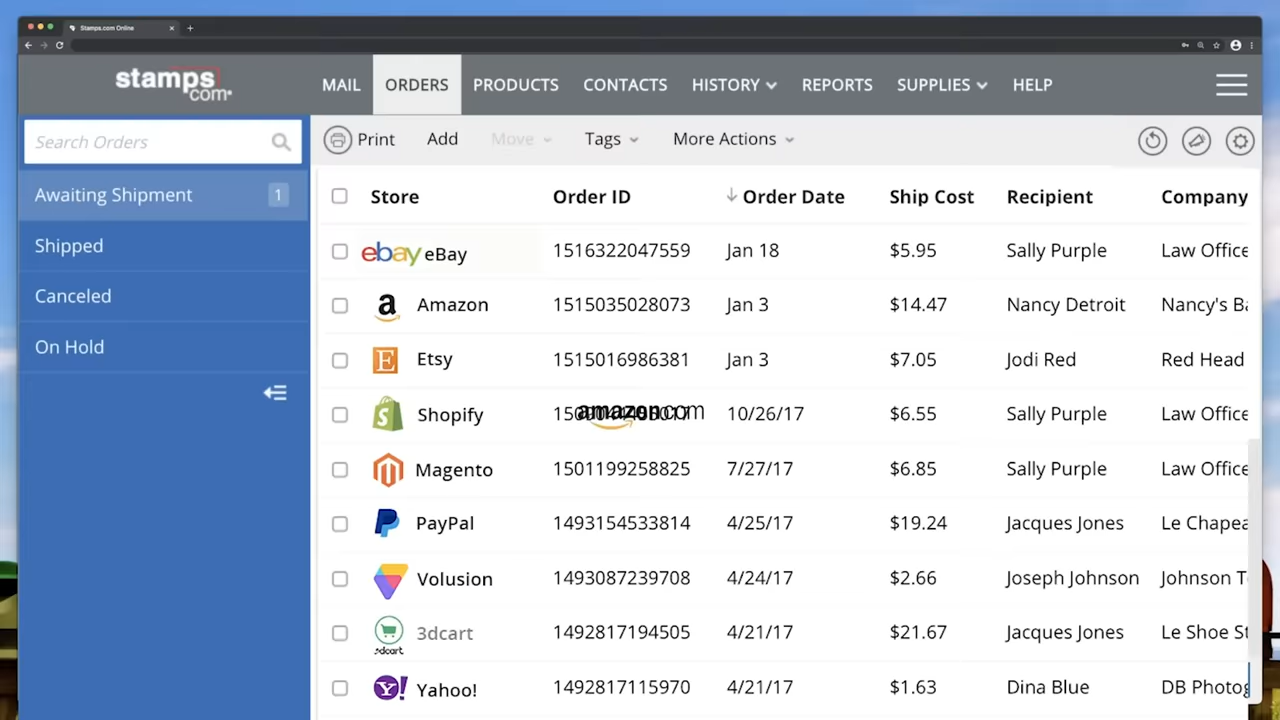 Stamps.com Online
stamps
.com
MAIL ORDERS PRODUCTS CONTACTS HISTORY REPORTS SUPPLIES HELP
Search Orders
Print Add Move Tags More Actions
Awaiting Shipment 1
Shipped
Canceled
On Hold
Store Order ID Order Date Ship Cost Recipient Company
ebay eBay 1516322047559 Jan 18 $5.95 Sally Purple Law Office
Amazon 1515035028073 Jan 3 $14.47 Nancy Detroit Nancy's Ba
Etsy 1515016986381 Jan 3 $7.05 Jodi Red Red Head
Shopify amazon.com 10/26/17 $6.55 Sally Purple Law Office
Magento 1501199258825 7/27/17 $6.85 Sally Purple Law Office
PayPal 1493154533814 4/25/17 $19.24 Jacques Jones Le Chapea
Volusion 1493087239708 4/24/17 $2.66 Joseph Johnson Johnson T
3dcart 1492817194505 4/21/17 $21.67 Jacques Jones Le Shoe St
3dcart
Yahoo! 1492817115970 4/21/17 $1.63 Dina Blue DB Photog